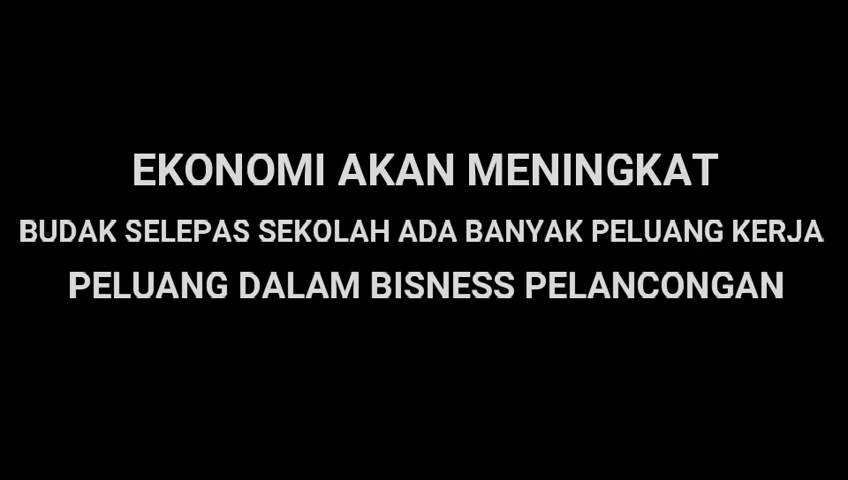 EKONOMI AKAN MENINGKAT
BUDAK SELEPAS SEKOLAH ADA BANYAK PELUANG KERJA
PELUANG DALAM BISNESS PELANCONGAN